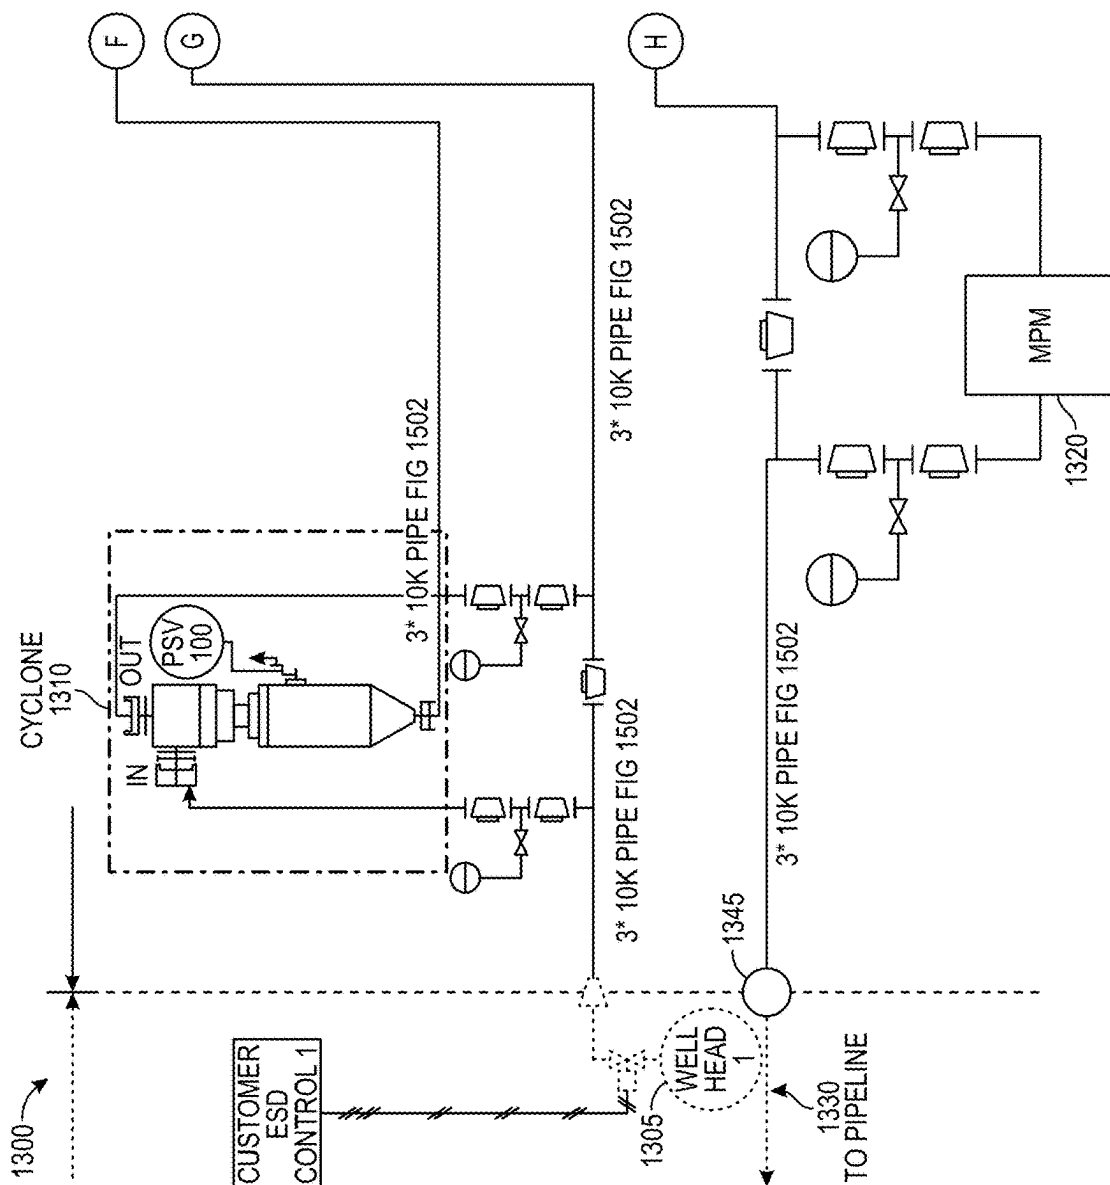 1300
CUSTOMER
ESD
CONTROL 1
CYCLONE
1310
IN
OUT
PSV
100
F
G
H
3* 10K PIPE FIG 1502
3* 10K PIPE FIG 1502
3* 10K PIPE FIG 1502
3* 10K PIPE FIG 1502
1305
WELL
HEAD
1
1345
1330
TO PIPELINE
MPM
1320